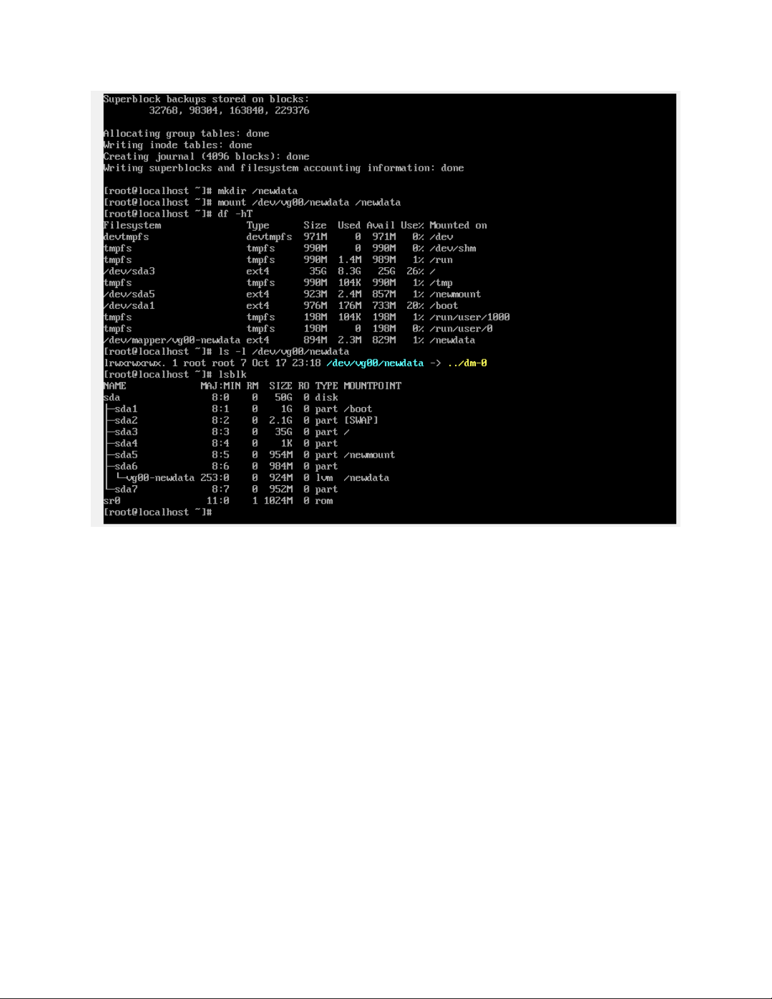 Superblock backups stored on blocks:
        32768, 98304, 163840, 229376

Allocating group tables: done
Writing inode tables: done
Creating journal (4096 blocks): done
Writing superblocks and filesystem accounting information: done

[root@localhost ~]# mkdir /newdata
[root@localhost ~]# mount /dev/vg00/newdata /newdata
[root@localhost ~]# df -hT
Filesystem               Type      Size  Used Avail Use% Mounted on
devtmpfs                 devtmpfs  971M     0  971M   0% /dev
tmpfs                    tmpfs     990M     0  990M   0% /dev/shm
tmpfs                    tmpfs     990M  1.4M  989M   1% /run
/dev/sda3                ext4       35G  8.3G   25G  26% /
tmpfs                    tmpfs     990M  104K  990M   1% /tmp
/dev/sda5                ext4      923M  2.4M  857M   1% /newmount
/dev/sda1                ext4      976M  176M  733M  20% /boot
tmpfs                    tmpfs     198M  104K  198M   1% /run/user/1000
tmpfs                    tmpfs     198M     0  198M   0% /run/user/0
/dev/mapper/vg00-newdata ext4      894M  2.3M  829M   1% /newdata
[root@localhost ~]# ls -l /dev/vg00/newdata
lrwxrwxrwx. 1 root root 7 Oct 17 23:18 /dev/vg00/newdata -> ../dm-0
[root@localhost ~]# lsblk
NAME             MAJ:MIN RM  SIZE RO TYPE MOUNTPOINT
sda                8:0    0   50G  0 disk
├─sda1             8:1    0    1G  0 part /boot
├─sda2             8:2    0  2.1G  0 part [SWAP]
├─sda3             8:3    0   35G  0 part /
├─sda4             8:4    0    1K  0 part
├─sda5             8:5    0  954M  0 part /newmount
├─sda6             8:6    0  984M  0 part
│ └─vg00-newdata 253:0    0  924M  0 lvm  /newdata
└─sda7             8:7    0  952M  0 part
sr0               11:0    1 1024M  0 rom
[root@localhost ~]#